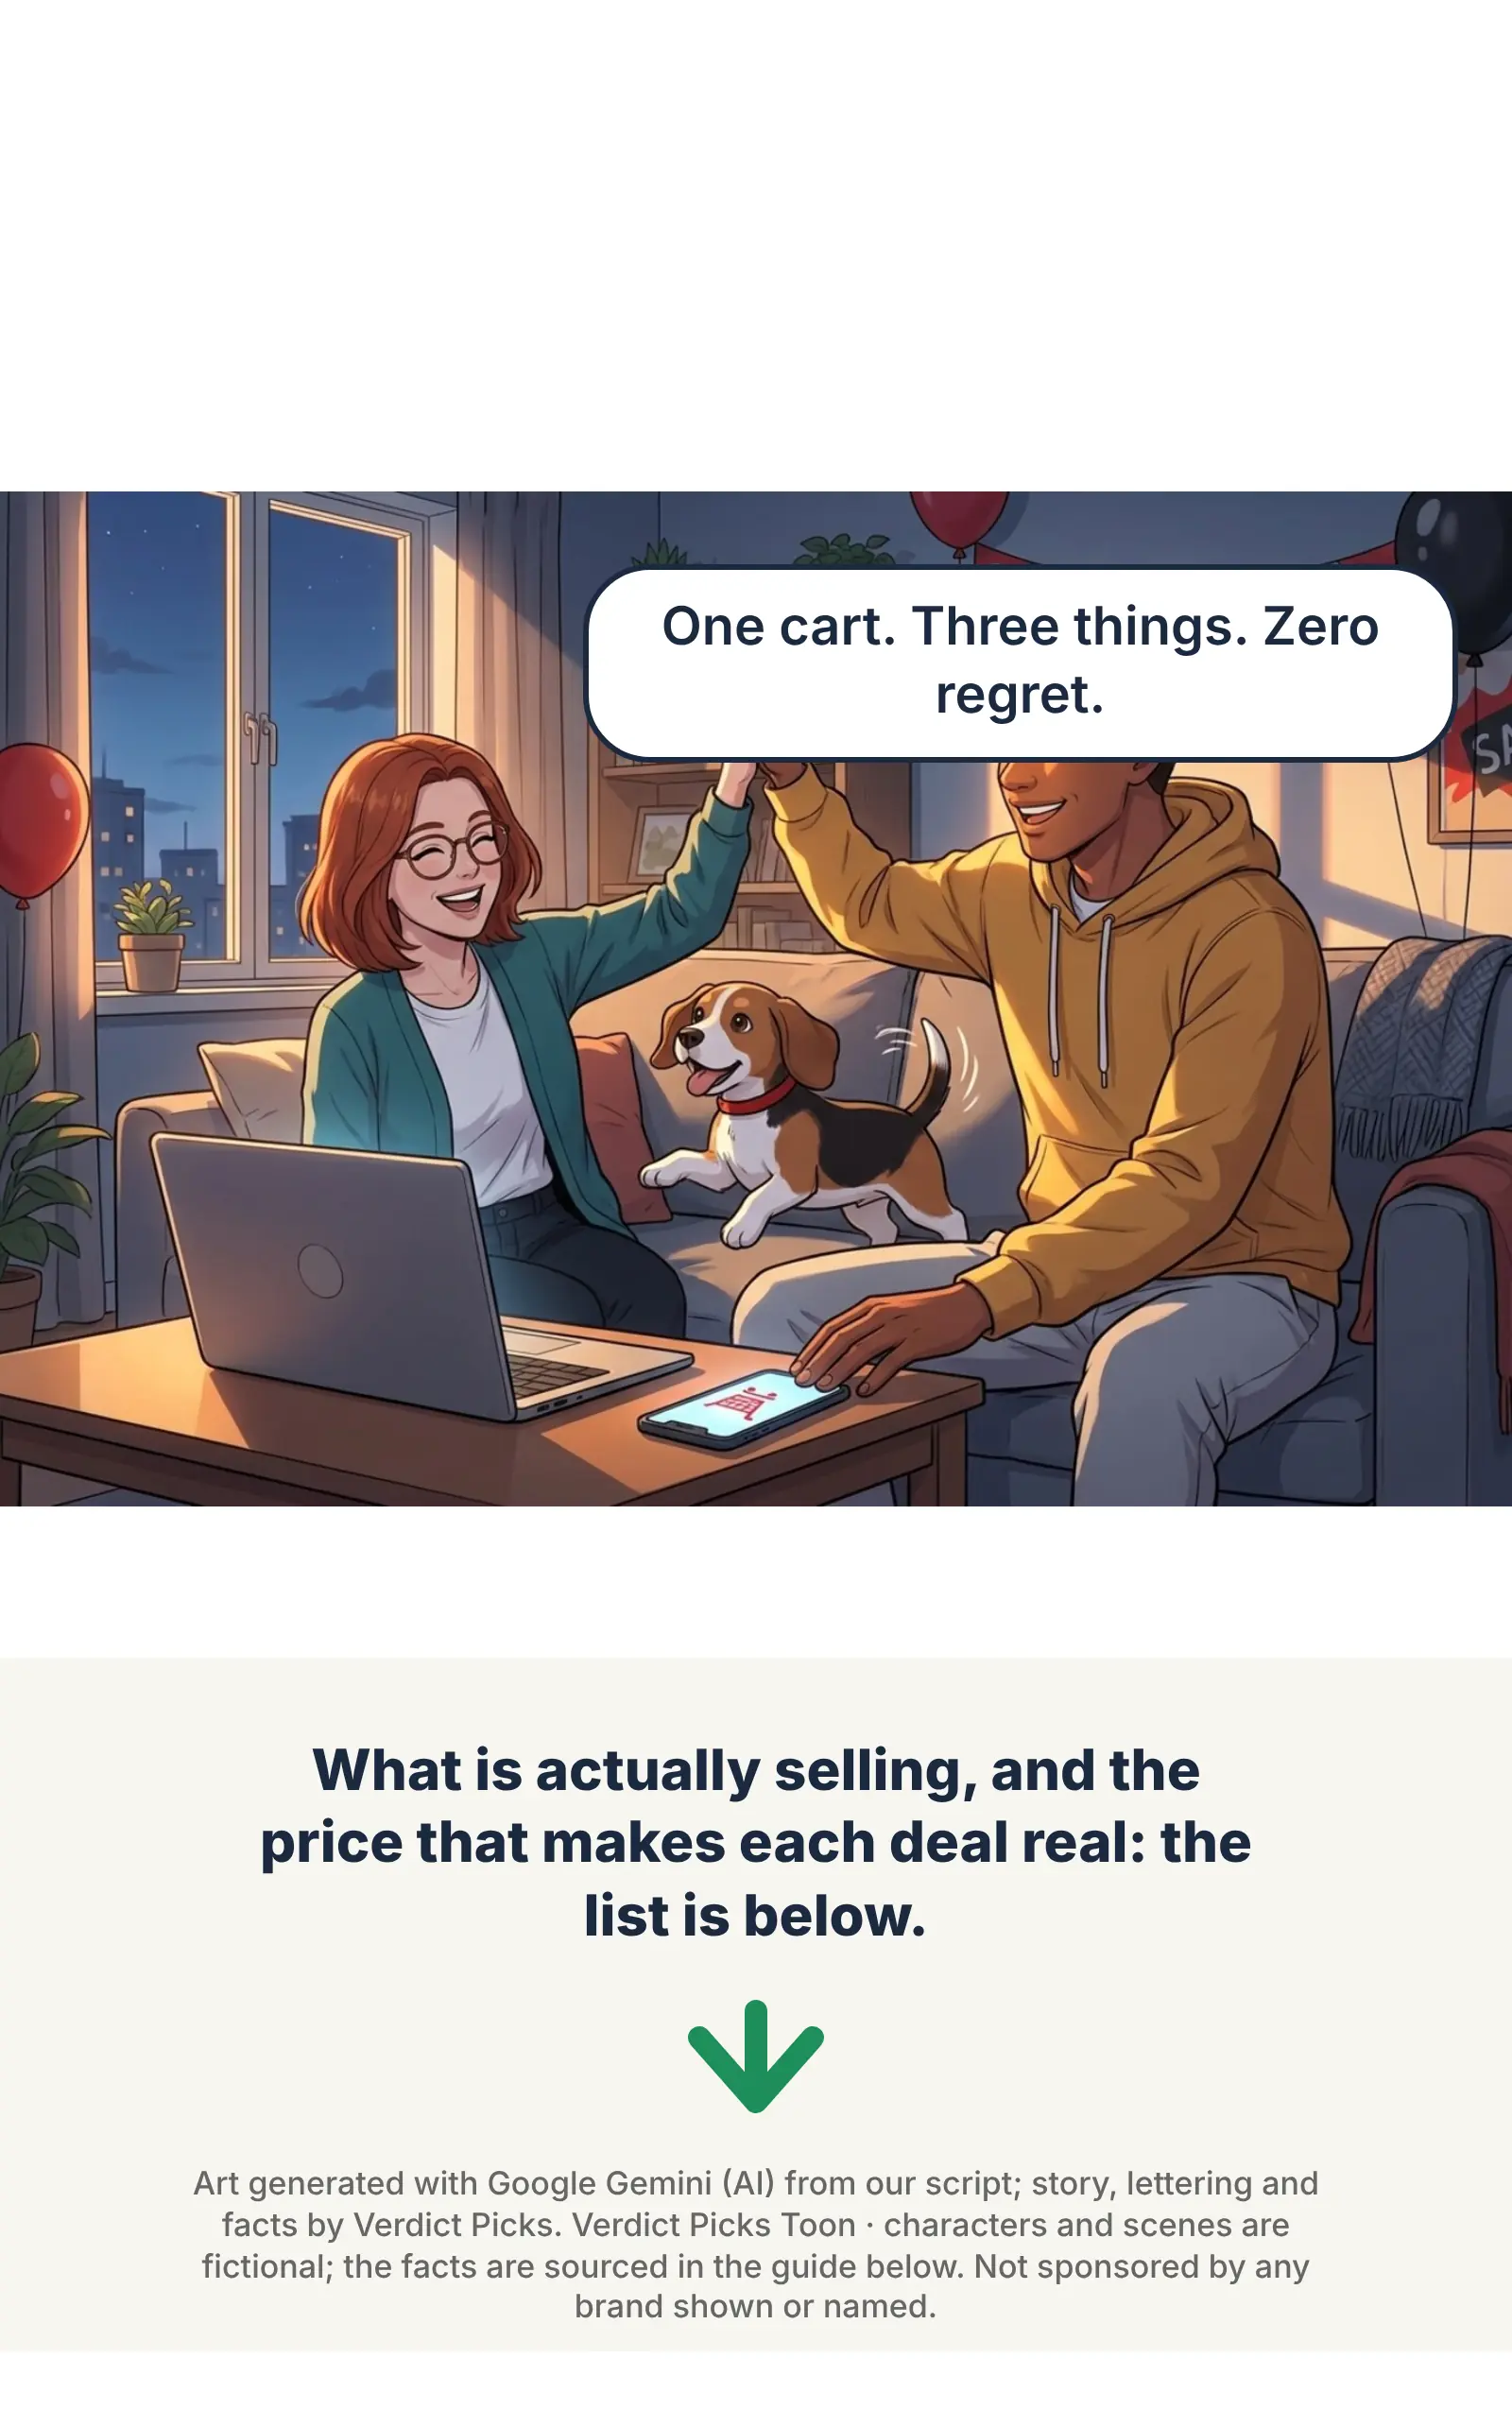 One cart. Three things. Zero
regret.
What is actually selling, and the
price that makes each deal real: the
list is below.
Art generated with Google Gemini (AI) from our script; story, lettering and
facts by Verdict Picks. Verdict Picks Toon · characters and scenes are
fictional; the facts are sourced in the guide below. Not sponsored by any
brand shown or named.